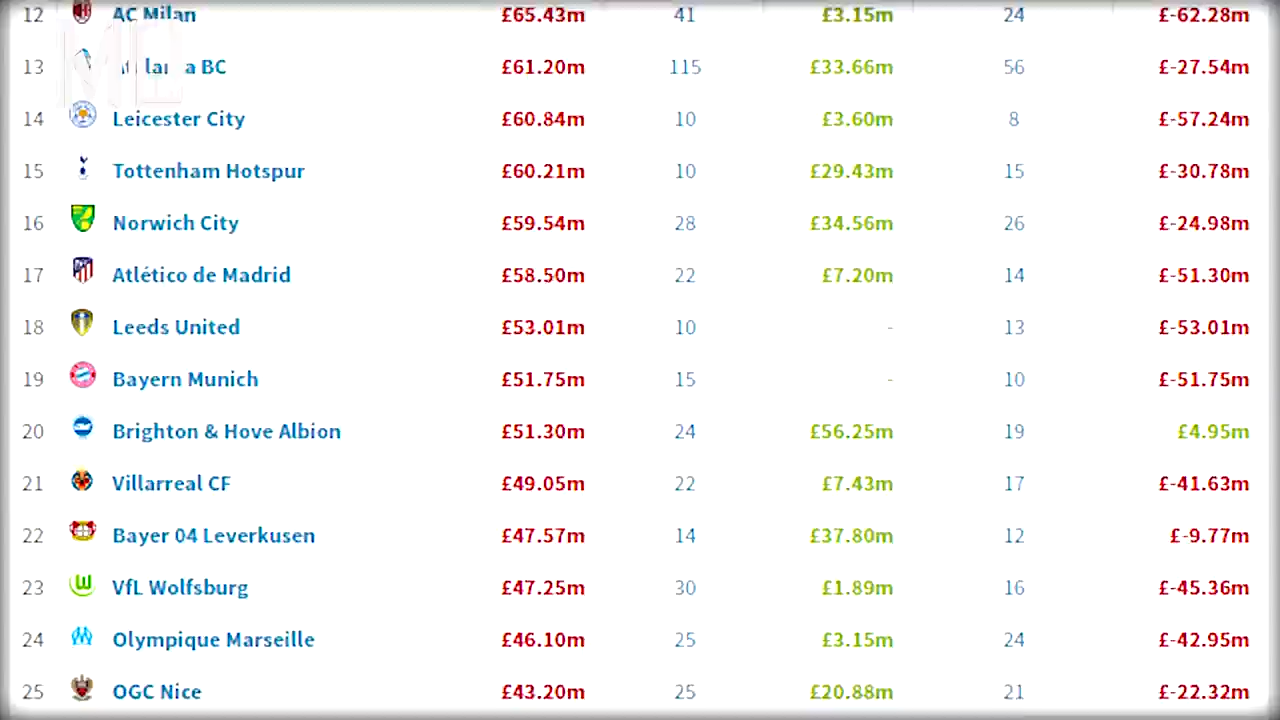 12 AC Milan £65.43m 41 £3.15m 24 £-62.28m
13 BC £61.20m 115 £33.66m 56 £-27.54m
14 Leicester City £60.84m 10 £3.60m 8 £-57.24m
15 Tottenham Hotspur £60.21m 10 £29.43m 15 £-30.78m
16 Norwich City £59.54m 28 £34.56m 26 £-24.98m
17 Atlético de Madrid £58.50m 22 £7.20m 14 £-51.30m
18 Leeds United £53.01m 10 - 13 £-53.01m
19 Bayern Munich £51.75m 15 - 10 £-51.75m
20 Brighton & Hove Albion £51.30m 24 £56.25m 19 £4.95m
21 Villarreal CF £49.05m 22 £7.43m 17 £-41.63m
22 Bayer 04 Leverkusen £47.57m 14 £37.80m 12 £-9.77m
23 VfL Wolfsburg £47.25m 30 £1.89m 16 £-45.36m
24 Olympique Marseille £46.10m 25 £3.15m 24 £-42.95m
25 OGC Nice £43.20m 25 £20.88m 21 £-22.32m